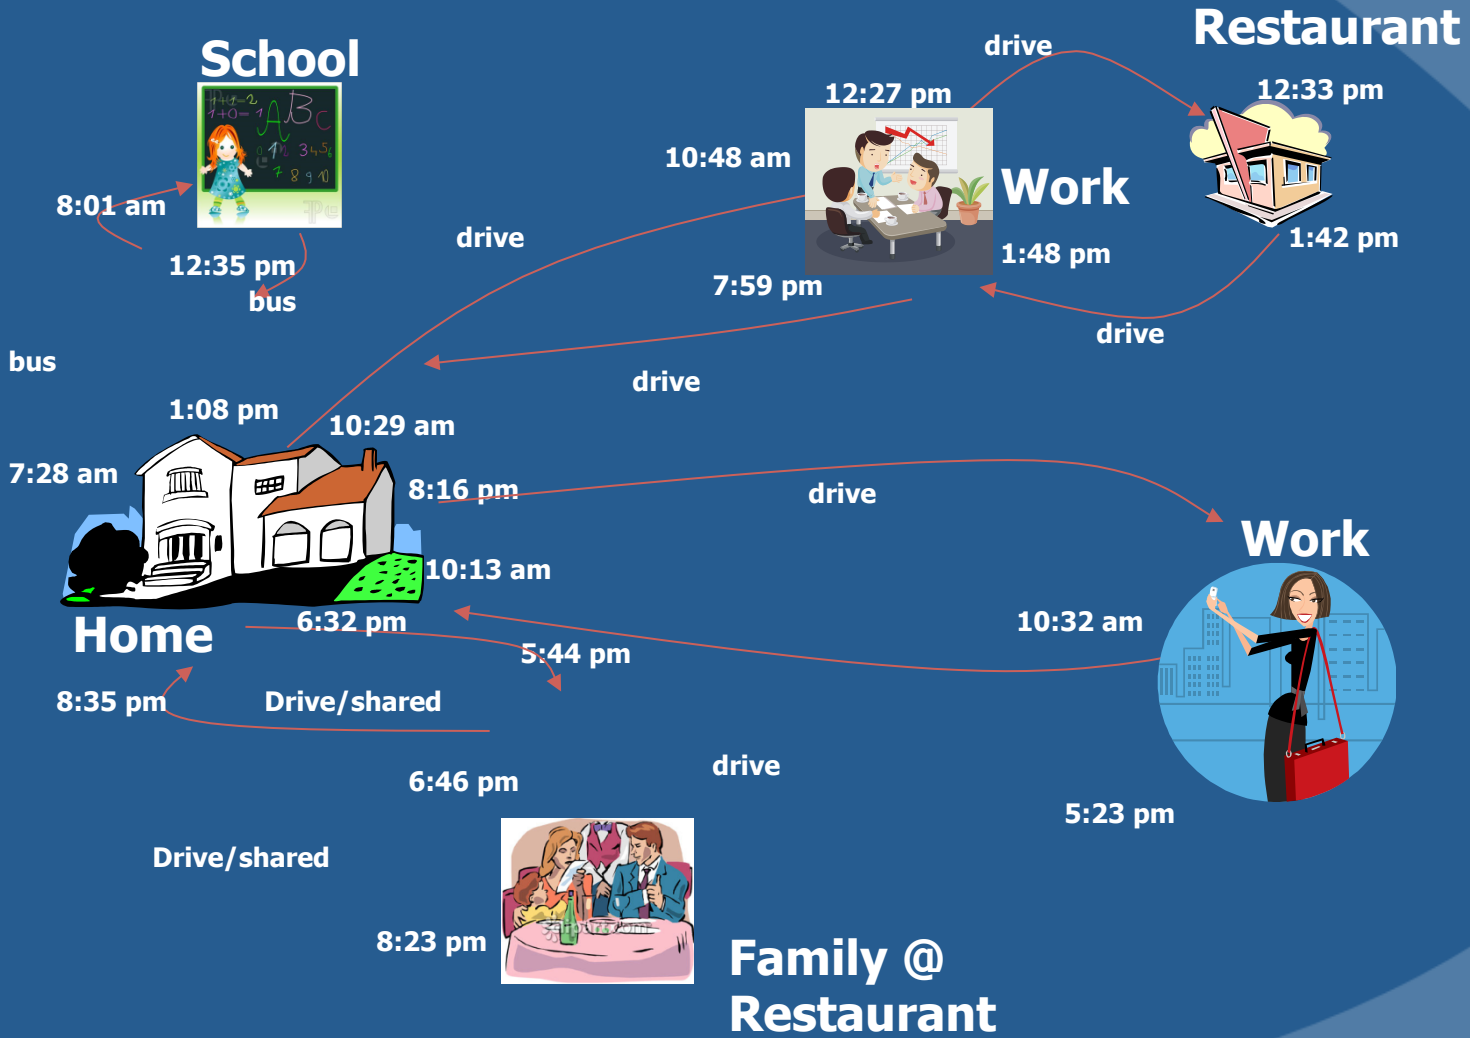 Restaurant
drive
School
12:33 pm
12:27 pm
10:48 am
Work
8:01 am
drive
1:42 pm
1:48 pm
12:35 pm
7:59 pm
bus
drive
bus
drive
1:08 pm
10:29 am
7:28 am
8:16 pm
drive
Work
10:13 am
6:32 pm
10:32 am
Home
5:44 pm
8:35 pm
Drive/shared
drive
6:46 pm
5:23 pm
Drive/shared
8:23 pm
Family @
Restaurant